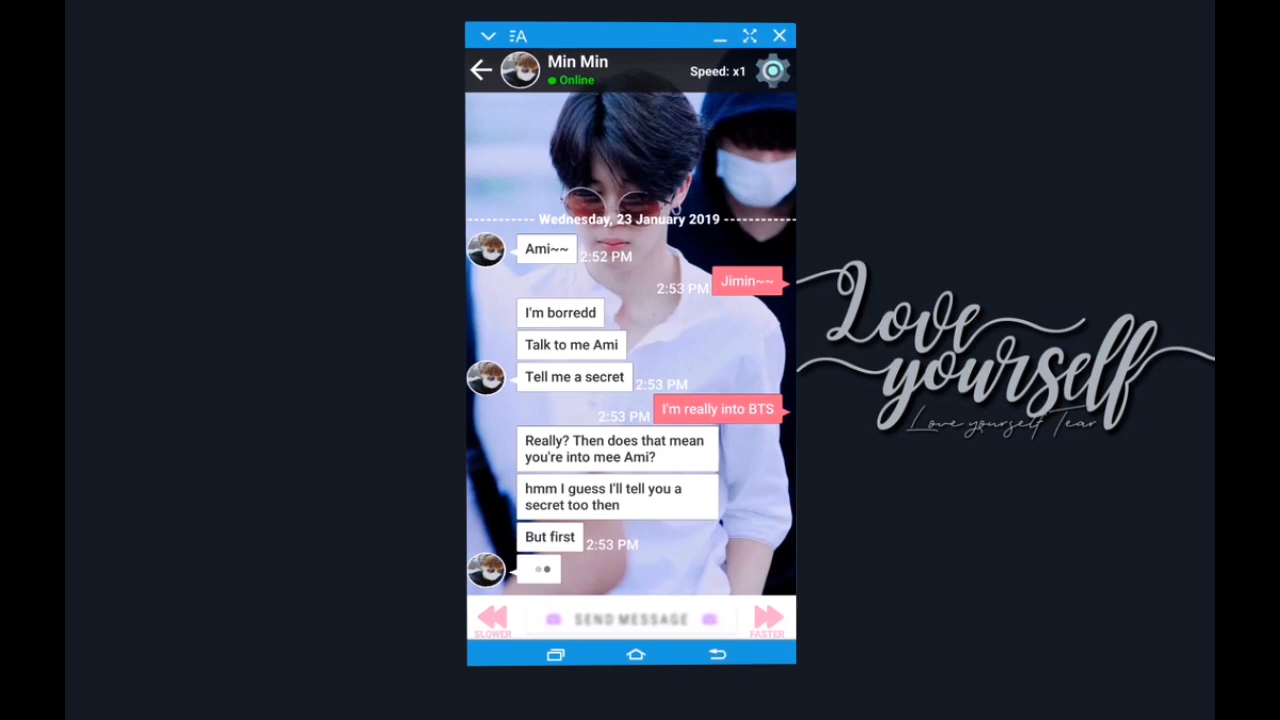 A
Min Min
Online
Speed: x1
Wednesday, 23 January 2019
Ami~~
2:52 PM
Jimin~~
2:53 PM
I'm borredd
Talk to me Ami
Tell me a secret
2:53 PM
I'm really into BTS
2:53 PM
Really? Then does that mean
you're into mee Ami?
hmm I guess I'll tell you a
secret too then
But first
2:53 PM
SLOWER
SEND MESSAGE
FASTER
Love
yourself
Love yourself Tear